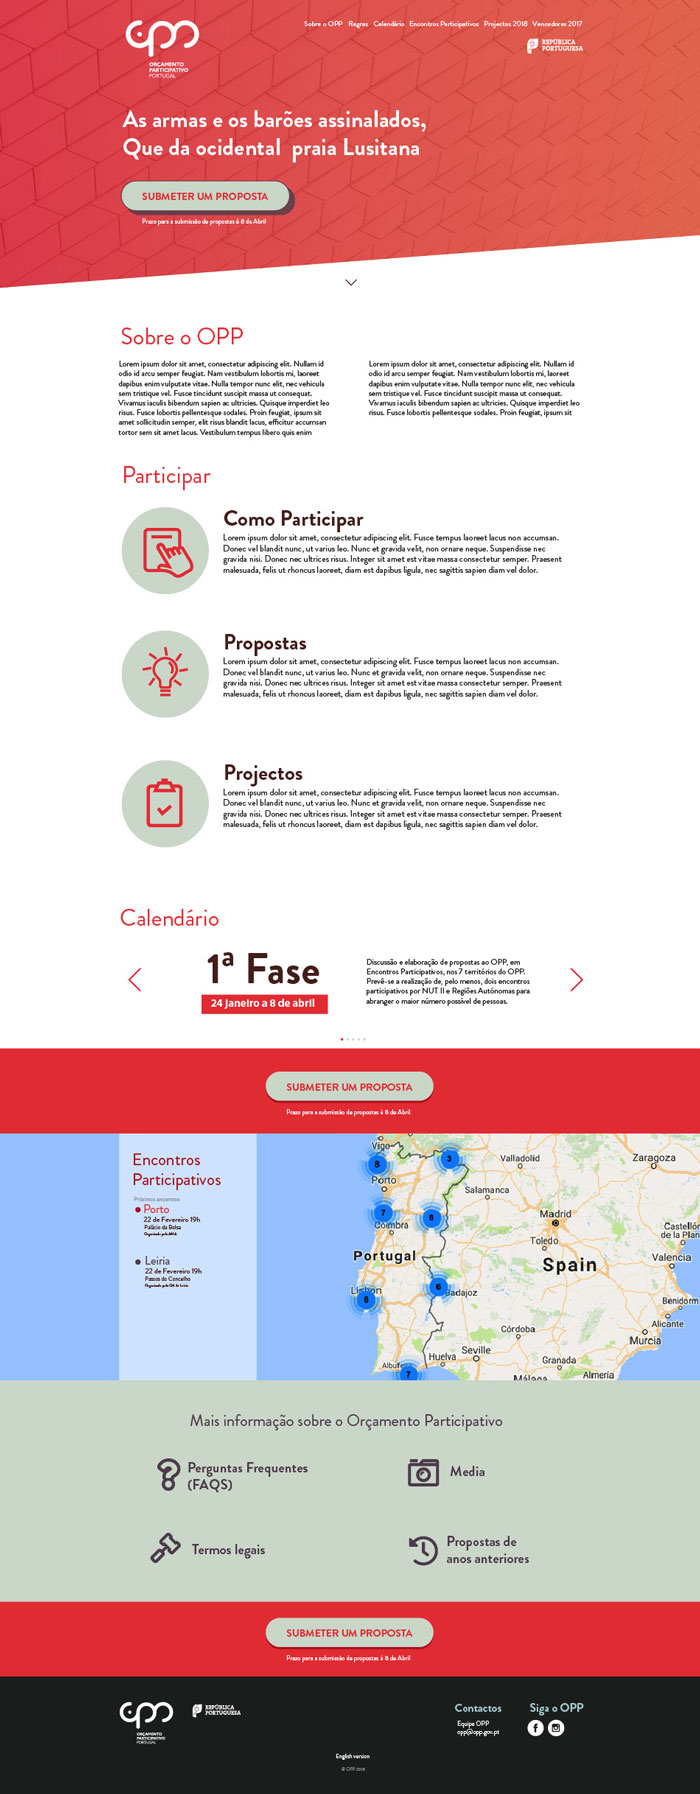 Sobre o OPP Regras Calendário Encontros Participativos Projectos 2018 Vencedores 2017
opp
ORÇAMENTO
PARTICIPATIVO
PORTUGAL
REPÚBLICA
PORTUGUESA
As armas e os barões assinalados,
Que da ocidental praia Lusitana
SUBMETER UM PROPOSTA
Prazo para a submissão de propostas é 8 de Abril
Sobre o OPP
Lorem ipsum dolor sit amet, consectetur adipiscing elit. Nullam id
odio id arcu semper feugiat. Nam vestibulum lobortis mi, laoreet
dapibus enim vulputate vitae. Nulla tempor nunc elit, nec vehicula
sem tristique vel. Fusce tincidunt suscipit massa ut consequat.
Vivamus iaculis bibendum sapien ac ultricies. Quisque imperdiet leo
risus. Fusce lobortis pellentesque sodales. Proin feugiat, ipsum sit
amet sollicitudin semper, elit risus blandit lacus, efficitur accumsan
tortor sem sit amet lacus. Vestibulum tempus libero quis enim
Lorem ipsum dolor sit amet, consectetur adipiscing elit. Nullam id
odio id arcu semper feugiat. Nam vestibulum lobortis mi, laoreet
dapibus enim vulputate vitae. Nulla tempor nunc elit, nec vehicula
sem tristique vel. Fusce tincidunt suscipit massa ut consequat.
Vivamus iaculis bibendum sapien ac ultricies. Quisque imperdiet leo
risus. Fusce lobortis pellentesque sodales. Proin feugiat, ipsum sit
Participar
Como Participar
Lorem ipsum dolor sit amet, consectetur adipiscing elit. Fusce tempus laoreet lacus non accumsan.
Donec vel blandit nunc, ut varius leo. Nunc et gravida velit, non ornare neque. Suspendisse nec
gravida nisi. Donec nec ultrices risus. Integer sit amet est vitae massa consectetur semper. Praesent
malesuada, felis ut rhoncus laoreet, diam est dapibus ligula, nec sagittis sapien diam vel dolor.
Propostas
Lorem ipsum dolor sit amet, consectetur adipiscing elit. Fusce tempus laoreet lacus non accumsan.
Donec vel blandit nunc, ut varius leo. Nunc et gravida velit, non ornare neque. Suspendisse nec
gravida nisi. Donec nec ultrices risus. Integer sit amet est vitae massa consectetur semper. Praesent
malesuada, felis ut rhoncus laoreet, diam est dapibus ligula, nec sagittis sapien diam vel dolor.
Projectos
Lorem ipsum dolor sit amet, consectetur adipiscing elit. Fusce tempus laoreet lacus non accumsan.
Donec vel blandit nunc, ut varius leo. Nunc et gravida velit, non ornare neque. Suspendisse nec
gravida nisi. Donec nec ultrices risus. Integer sit amet est vitae massa consectetur semper. Praesent
malesuada, felis ut rhoncus laoreet, diam est dapibus ligula, nec sagittis sapien diam vel dolor.
Calendário
1ª Fase
24 Janeiro a 8 de abril
Discussão e elaboração de propostas ao OPP, em
Encontros Participativos, nos 7 territórios do OPP.
Prevê-se a realização de, pelo menos, dois encontros
participativos por NUT II e Regiões Autónomas para
abranger o maior número possível de pessoas.
SUBMETER UM PROPOSTA
Prazo para a submissão de propostas é 8 de Abril
Encontros
Participativos
Próximos encontros
Porto
22 de Fevereiro 19h
Palácio da Bolsa
Leiria
22 de Fevereiro 19h
Passos do Concelho
Vigo
8
3
Valladolid
Zaragoza
Porto
Salamanca
7
8
Coimbra
Madrid
Castelló
de la Plan
Toledo
Portugal
Spain
Valencia
Lisbon
6
6
Badajoz
Benidorm
Alicante
Córdoba
Murcia
Huelva
Seville
Granada
Albufe
7
Málaga
Almería
Mais informação sobre o Orçamento Participativo
Perguntas Frequentes
(FAQS)
Media
Termos legais
Propostas de
anos anteriores
SUBMETER UM PROPOSTA
Prazo para a submissão de propostas é 8 de Abril
opp
ORÇAMENTO
PARTICIPATIVO
PORTUGAL
REPÚBLICA
PORTUGUESA
Contactos
Equipa OPP
opp@opp.gov.pt
Siga o OPP
English version
© OPP 2018